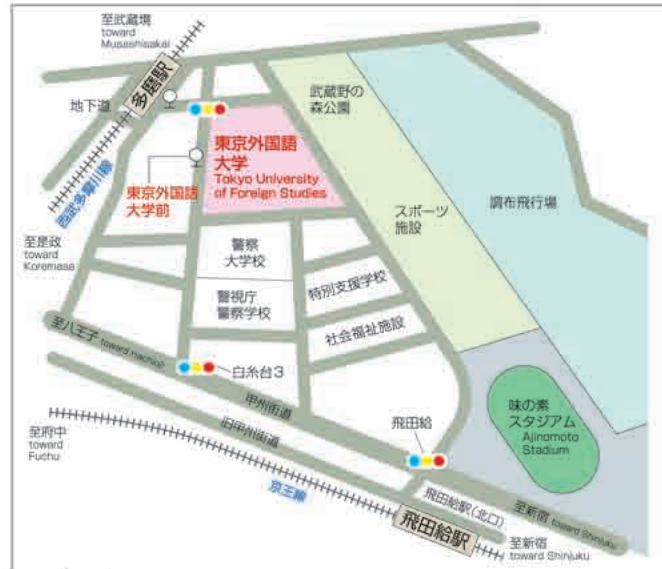 至武蔵境
toward
Musashisakai
多磨駅
地下道
西武多摩川線
東京外国語
大学前
東京外国語
大学
Tokyo University
of Foreign Studies
武蔵野の
森公園
スポーツ
施設
調布飛行場
至是政
toward
Koremasa
警察
大学校
警視庁
警察学校
特別支援学校
社会福祉施設
至八王子 toward Hachioji
白糸台3
甲州街道
旧甲州街道
飛田給
味の素
スタジアム
Ajinomoto
Stadium
至府中
toward
Fuchu
京王線
飛田給駅(北口)
飛田給駅
至新宿 toward Shinjuku
至新宿
toward Shinjuku